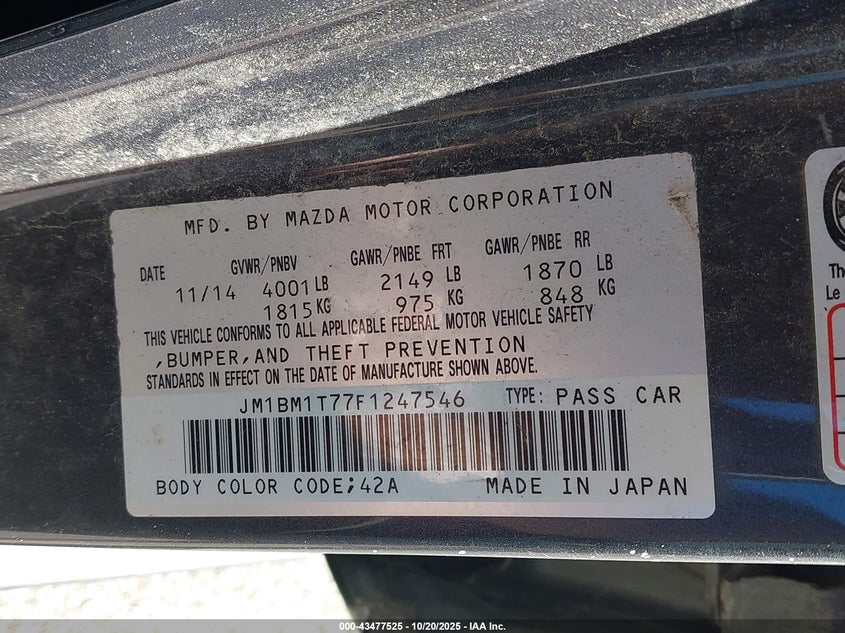 MFD. BY MAZDA MOTOR CORPORATION
DATE GVWR/PNBV GAWR/PNBE FRT GAWR/PNBE RR
11/14 4001 LB 2149 LB 1870 LB
1815 KG 975 KG 848 KG
THIS VEHICLE CONFORMS TO ALL APPLICABLE FEDERAL MOTOR VEHICLE SAFETY
,BUMPER,AND THEFT PREVENTION
STANDARDS IN EFFECT ON THE DATE OF MANUFACTURE SHOWN ABOVE.
JM1BM1T77F1247546 TYPE: PASS CAR
BODY COLOR CODE;42A MADE IN JAPAN
The
Le
000-43477525 - 10/20/2025 - IAA Inc.